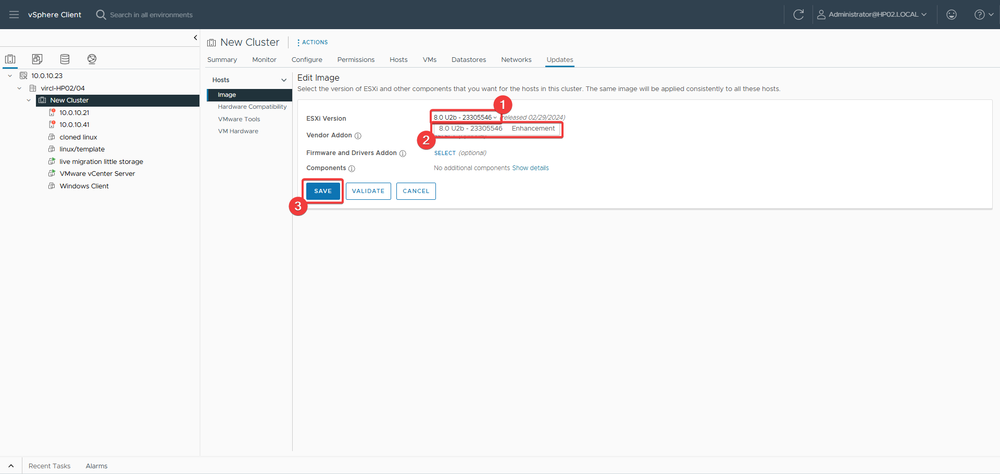 vSphere Client
Search in all environments
Administrator@HP02.LOCAL
New Cluster
ACTIONS
Summary Monitor Configure Permissions Hosts VMs Datastores Networks Updates
10.0.10.23
vircl-HP02/04
New Cluster
10.0.10.21
10.0.10.41
cloned linux
linux/template
live migration little storage
VMware vCenter Server
Windows Client
Hosts
Image
Hardware Compatibility
VMware Tools
VM Hardware
Edit Image
Select the version of ESXi and other components that you want for the hosts in this cluster. The same image will be applied consistently to all these hosts.
1
ESXi Version 8.0 U2b - 23305546 released 02/29/2024)
8.0 U2b - 23305546 Enhancement
2
Vendor Addon
Firmware and Drivers Addon SELECT (optional)
Components No additional components Show details
SAVE VALIDATE CANCEL
3
Recent Tasks Alarms